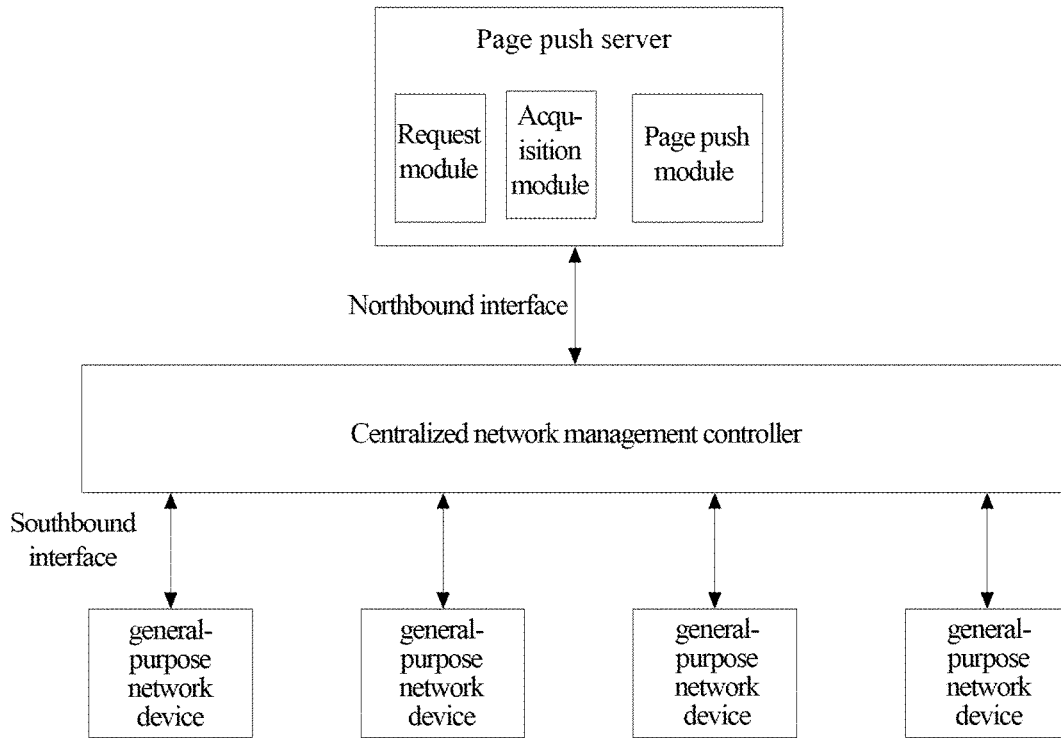 Page push server
Request
module
Acqu-
isition
module
Page push
module
Northbound interface
Centralized network management controller
Southbound
interface
general-
purpose
network
device
general-
purpose
network
device
general-
purpose
network
device
general-
purpose
network
device